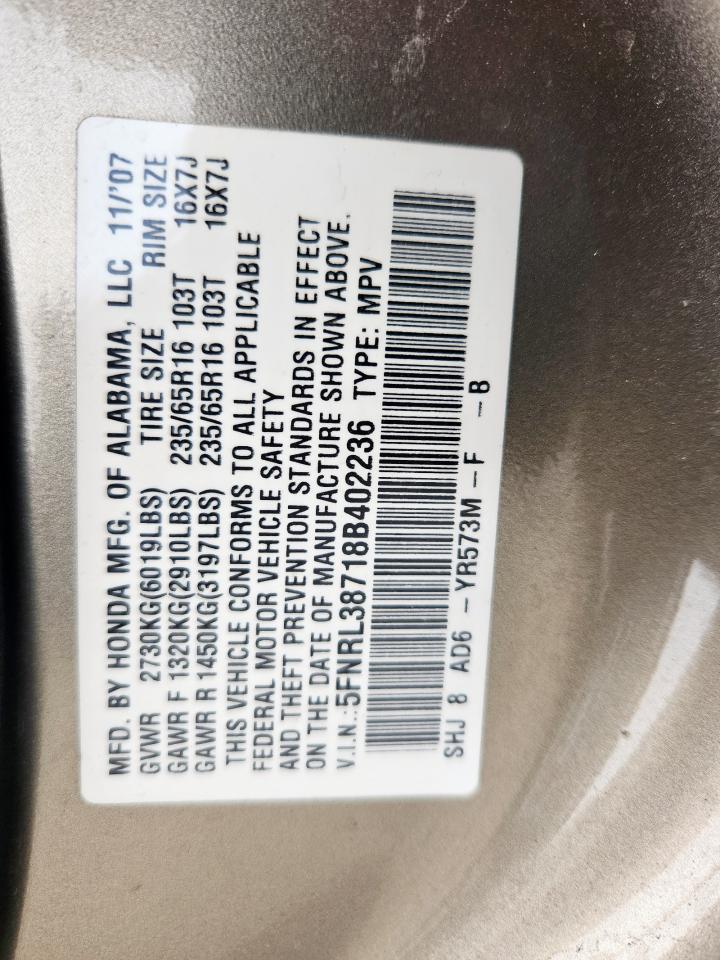 MFD. BY HONDA MFG. OF ALABAMA, LLC 11/'07
GVWR 2730KG(6019LBS) TIRE SIZE RIM SIZE
GAWR F 1320KG(2910LBS) 235/65R16 103T 16X7J
GAWR R 1450KG(3197LBS) 235/65R16 103T 16X7J
THIS VEHICLE CONFORMS TO ALL APPLICABLE
FEDERAL MOTOR VEHICLE SAFETY
AND THEFT PREVENTION STANDARDS IN EFFECT
ON THE DATE OF MANUFACTURE SHOWN ABOVE.
V.I.N.:5FNRL38718B402236 TYPE: MPV
SHJ 8 AD6 -YR573M -F -B